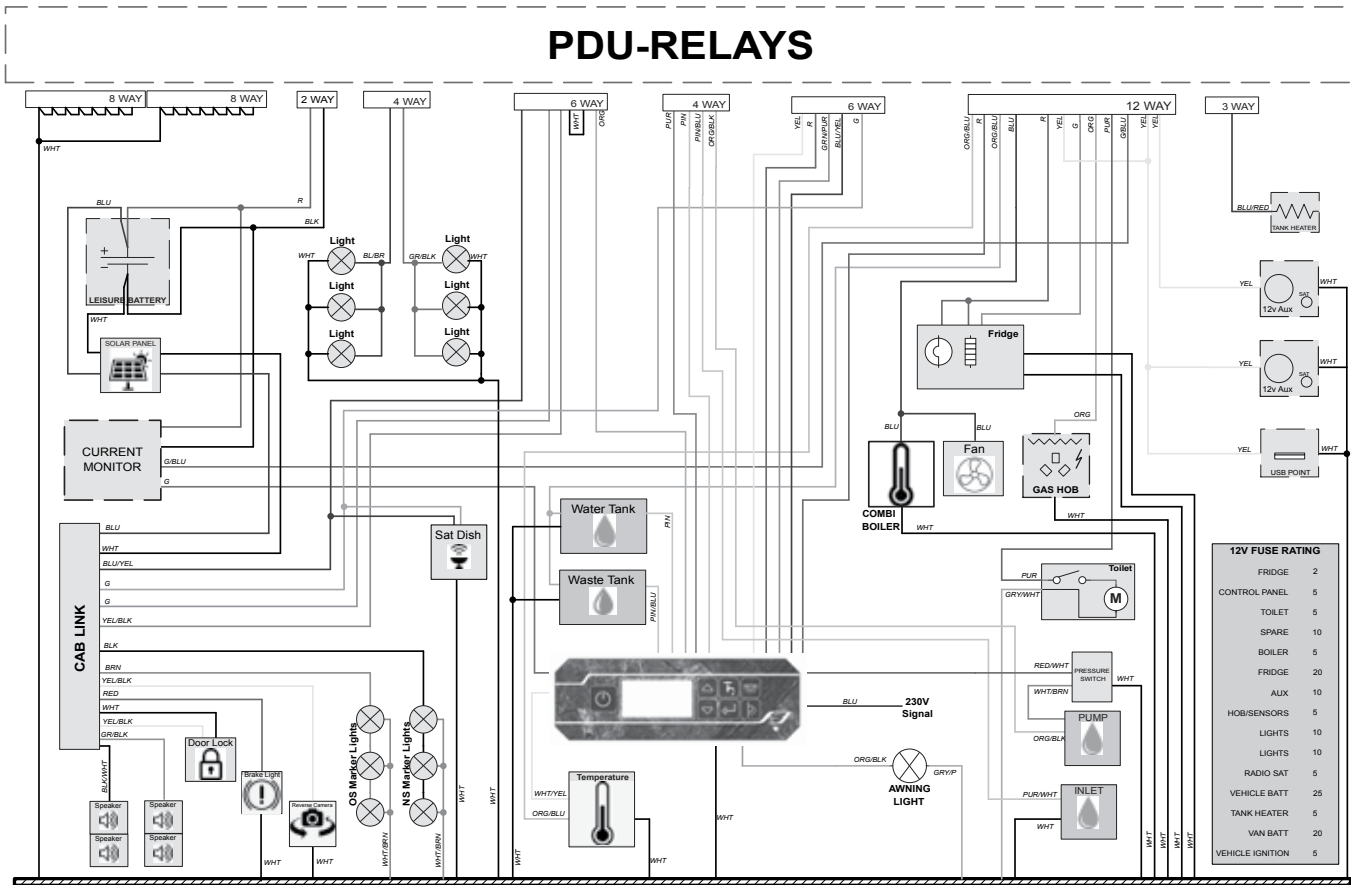 PDU-RELAYS
8 WAY
8 WAY
2 WAY
4 WAY
6 WAY
4 WAY
6 WAY
12 WAY
3 WAY
WHT
ORG
PUR
PIN
PIN/BLU
ORG/BLK
YEL
R
GRN/PUR
BLU/YEL
G
ORG/BLU
R
ORG/BLU
BLU
R
YEL
G
ORG
PUR
G/BLU
YEL
YEL
WHT
BLU
R
BLK
BLU/RED
TANK HEATER
+
−
LEISURE BATTERY
WHT
SOLAR PANEL
Light
Light
WHT
BL/BR
GR/BLK
WHT
Light
Light
Light
Light
YEL
SAT
12v Aux
WHT
YEL
SAT
12v Aux
WHT
YEL
USB POINT
WHT
Fridge
ORG
GAS HOB
WHT
BLU
BLU
Fan
COMBI
BOILER
WHT
CURRENT
MONITOR
G/BLU
G
CAB LINK
BLU
WHT
BLU/YEL
G
G
YEL/BLK
BLK
BRN
YEL/BLK
RED
WHT
YEL/BLK
GR/BLK
BLK/WHT
Sat Dish
Water Tank
PIN
Waste Tank
PIN/BLU
Toilet
PUR
GRY/WHT
M
RED/WHT
PRESSURE
SWITCH
WHT
WHT/BRN
PUMP
ORG/BLK
BLU
230V
Signal
ORG/BLK
GRY/P
AWNING
LIGHT
PUR/WHT
INLET
WHT
Door Lock
Brake Light
WHT
Reverse Camera
WHT
Speaker
Speaker
Speaker
Speaker
OS Marker Lights
NS Marker Lights
WHT/BRN
WHT/BRN
WHT
WHT
WHT
Temperature
WHT/YEL
ORG/BLU
WHT
WHT
WHT
WHT
WHT
WHT
12V FUSE RATING
FRIDGE 2
CONTROL PANEL 5
TOILET 5
SPARE 10
BOILER 5
FRIDGE 20
AUX 10
HOB/SENSORS 5
LIGHTS 10
LIGHTS 10
RADIO SAT 5
VEHICLE BATT 25
TANK HEATER 5
VAN BATT 20
VEHICLE IGNITION 5